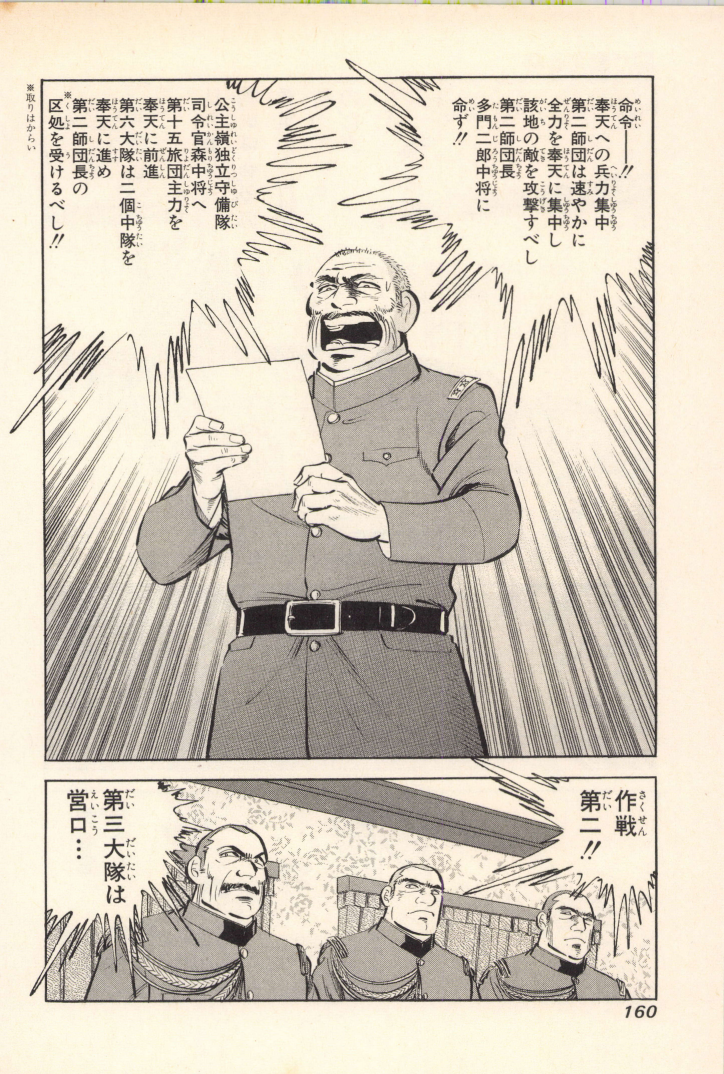 命令──!!
奉天への兵力集中
第二師団は速やかに
全力を奉天に集中し
該地の敵を攻撃すべし
第二師団長
多門二郎中将に
命ず!!
公主嶺独立守備隊
司令官森中将へ
第十五旅団主力を
奉天に前進
第六大隊は二個中隊を
奉天に進め
第二師団長の
※区処を受けるべし!!
※取りはからい
作戦
第二!!
第三大隊は
営口…
160